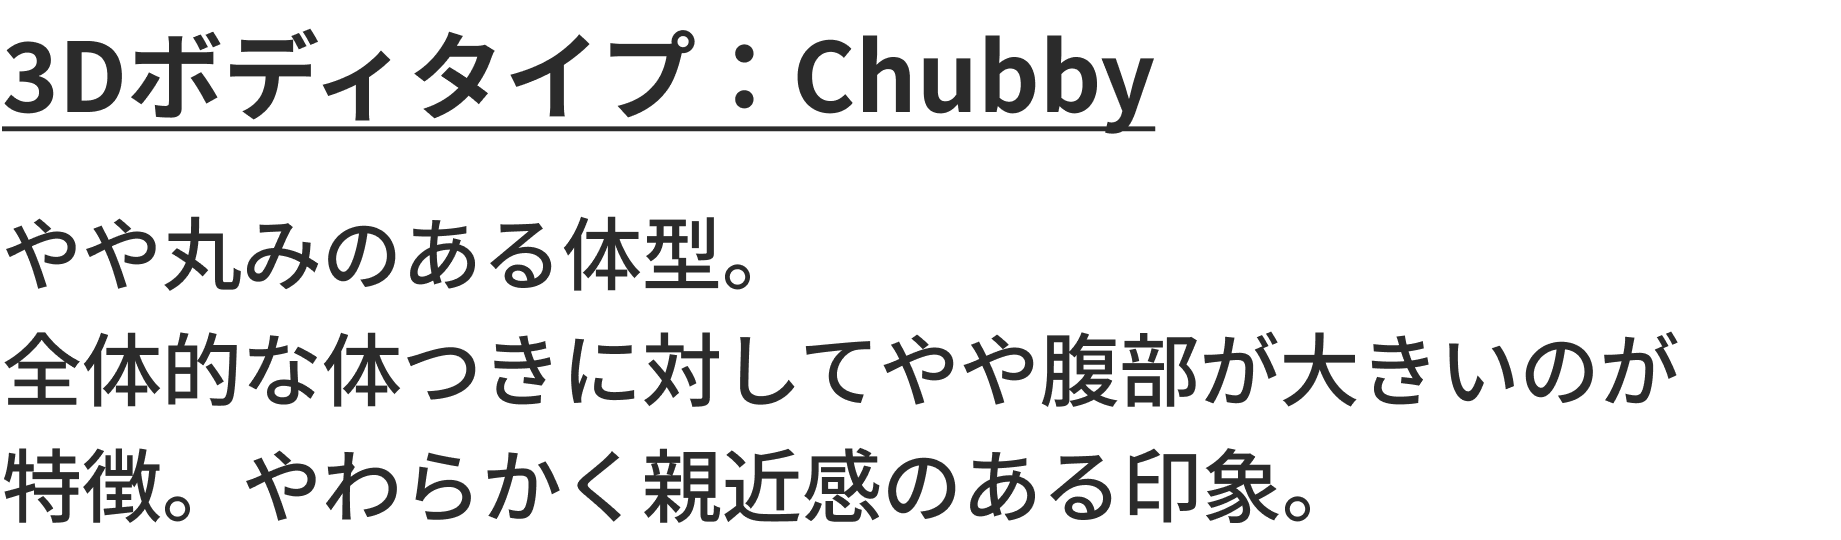 3Dボディタイプ：Chubby
やや丸みのある体型。
全体的な体つきに対してやや腹部が大きいのが
特徴。やわらかく親近感のある印象。